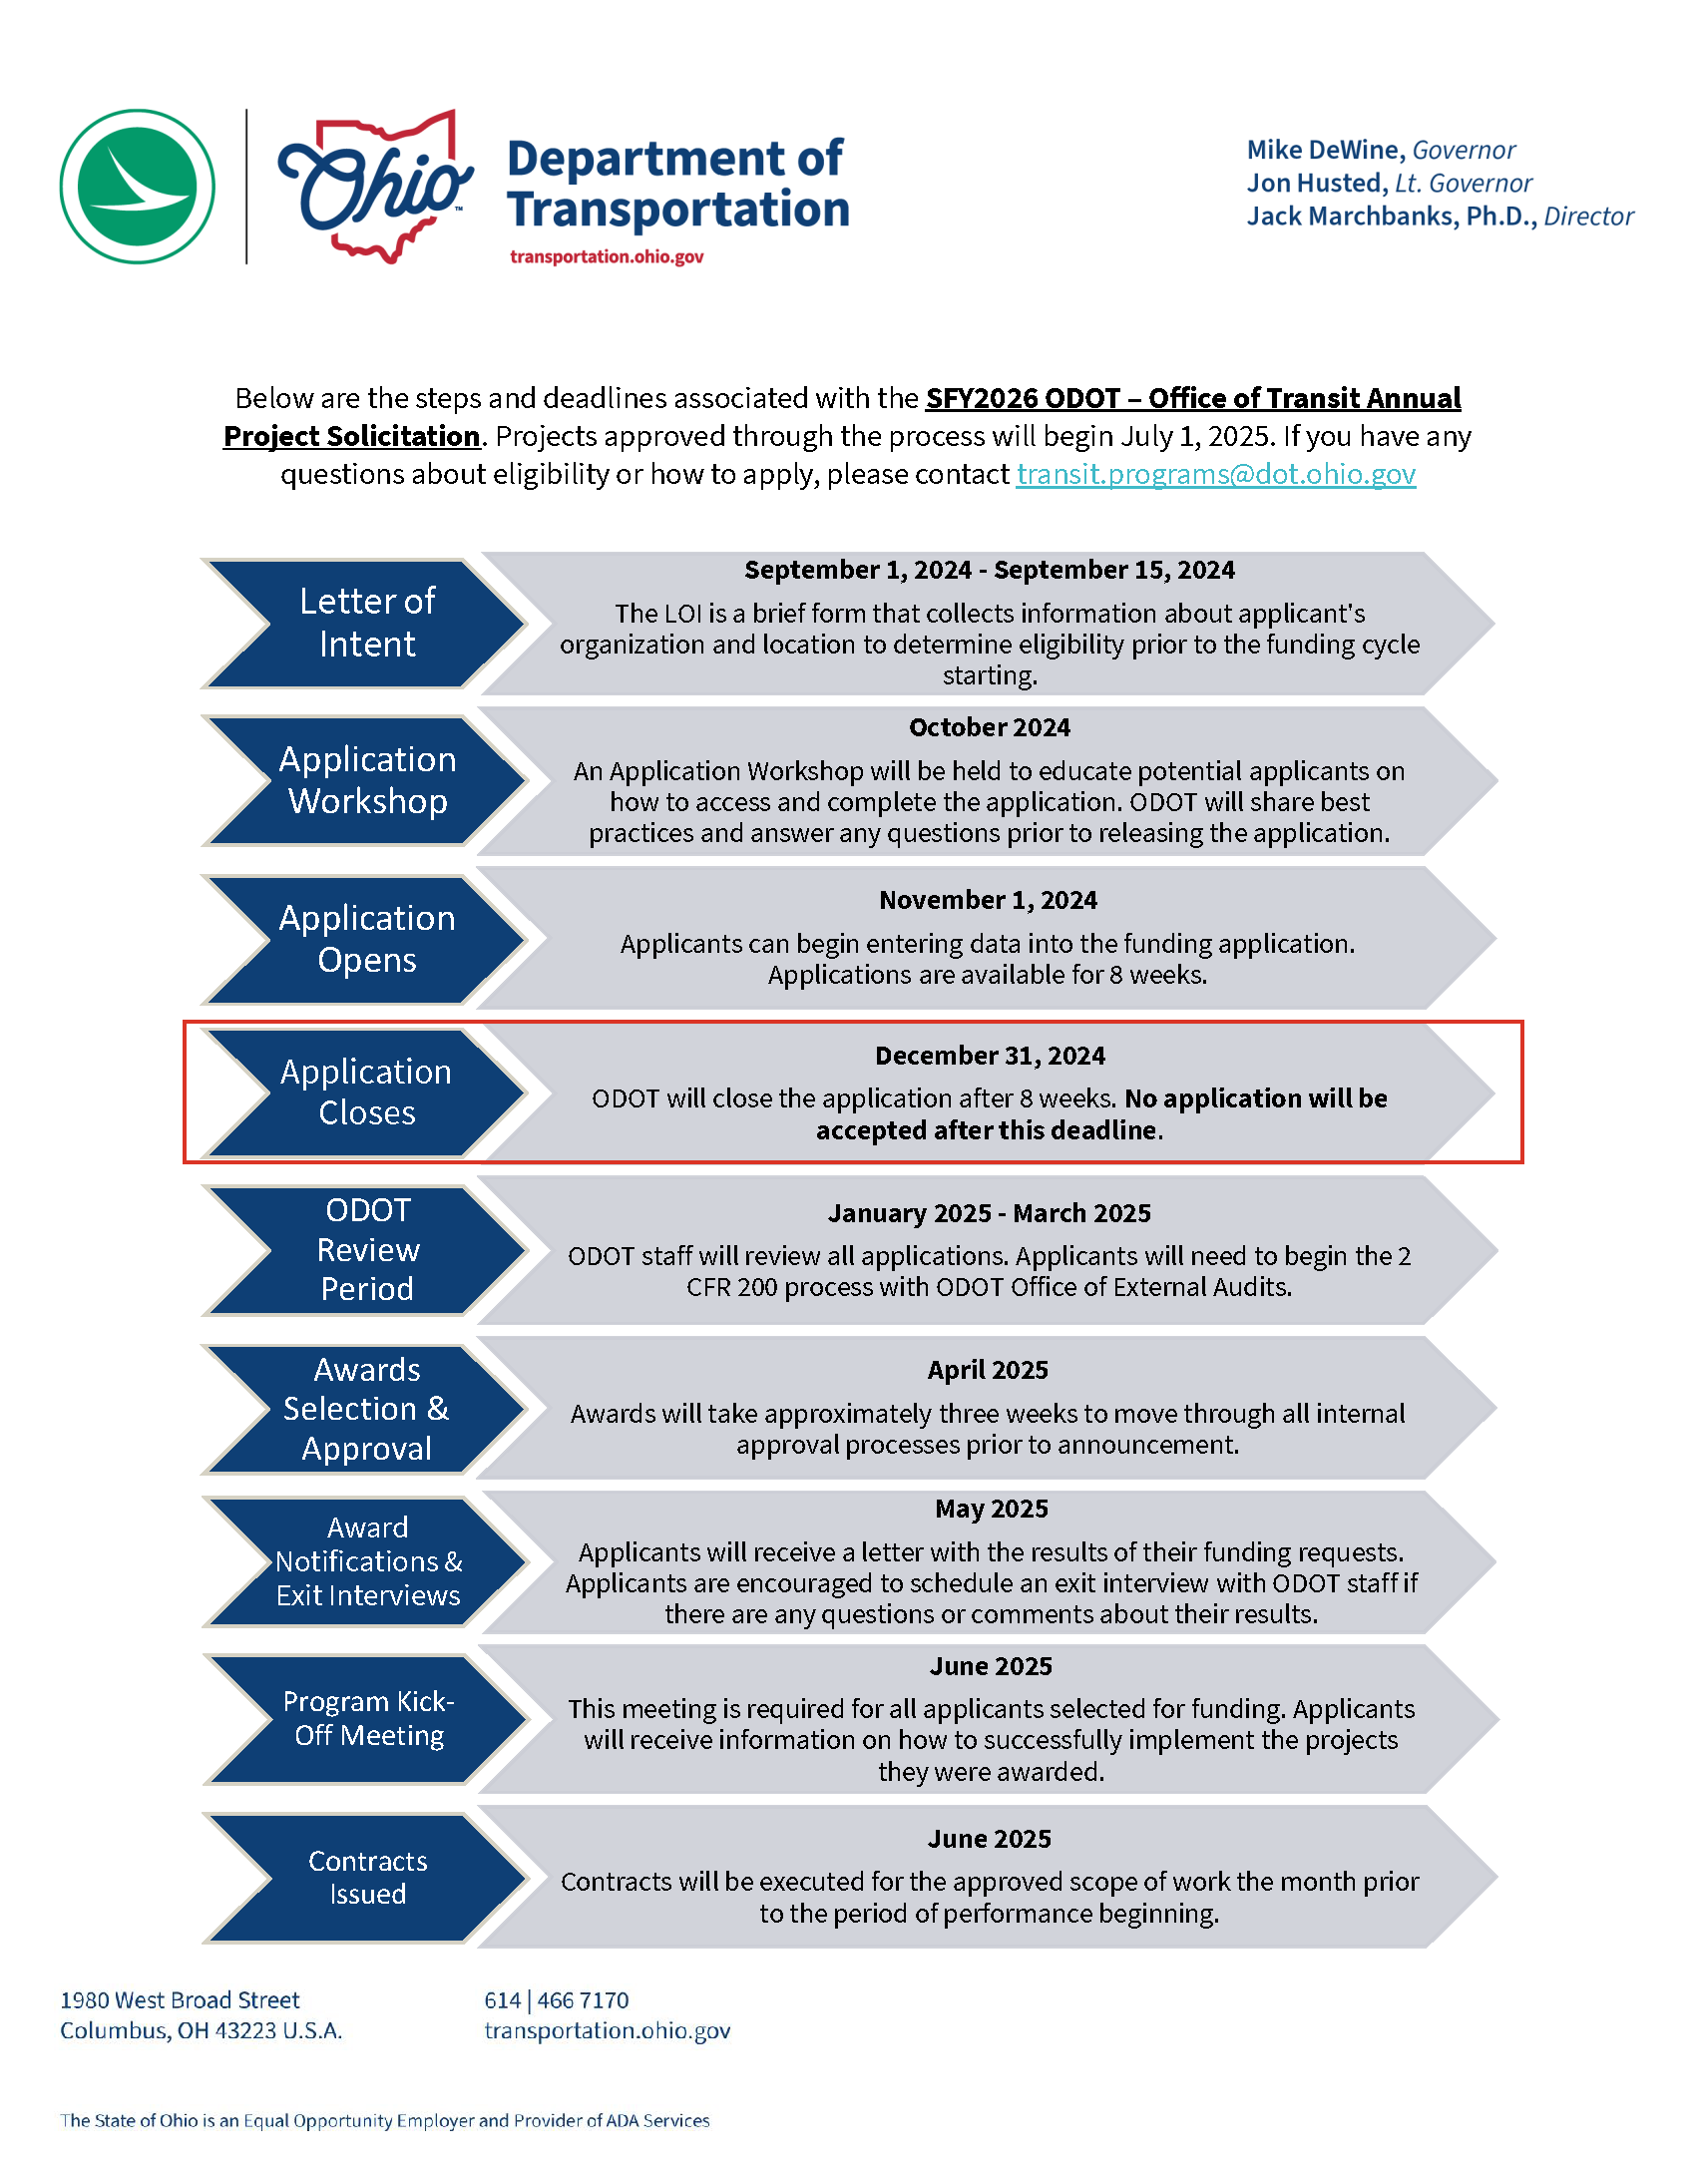 Ohio™
Department of
Transportation
transportation.ohio.gov
Mike DeWine, Governor
Jon Husted, Lt. Governor
Jack Marchbanks, Ph.D., Director
Below are the steps and deadlines associated with the SFY2026 ODOT – Office of Transit Annual
Project Solicitation. Projects approved through the process will begin July 1, 2025. If you have any
questions about eligibility or how to apply, please contact transit.programs@dot.ohio.gov
Letter of
Intent
September 1, 2024 - September 15, 2024
The LOI is a brief form that collects information about applicant's
organization and location to determine eligibility prior to the funding cycle
starting.
Application
Workshop
October 2024
An Application Workshop will be held to educate potential applicants on
how to access and complete the application. ODOT will share best
practices and answer any questions prior to releasing the application.
Application
Opens
November 1, 2024
Applicants can begin entering data into the funding application.
Applications are available for 8 weeks.
Application
Closes
December 31, 2024
ODOT will close the application after 8 weeks. No application will be
accepted after this deadline.
ODOT
Review
Period
January 2025 - March 2025
ODOT staff will review all applications. Applicants will need to begin the 2
CFR 200 process with ODOT Office of External Audits.
Awards
Selection &
Approval
April 2025
Awards will take approximately three weeks to move through all internal
approval processes prior to announcement.
Award
Notifications &
Exit Interviews
May 2025
Applicants will receive a letter with the results of their funding requests.
Applicants are encouraged to schedule an exit interview with ODOT staff if
there are any questions or comments about their results.
Program Kick-
Off Meeting
June 2025
This meeting is required for all applicants selected for funding. Applicants
will receive information on how to successfully implement the projects
they were awarded.
Contracts
Issued
June 2025
Contracts will be executed for the approved scope of work the month prior
to the period of performance beginning.
1980 West Broad Street
Columbus, OH 43223 U.S.A.
614 | 466 7170
transportation.ohio.gov
The State of Ohio is an Equal Opportunity Employer and Provider of ADA Services